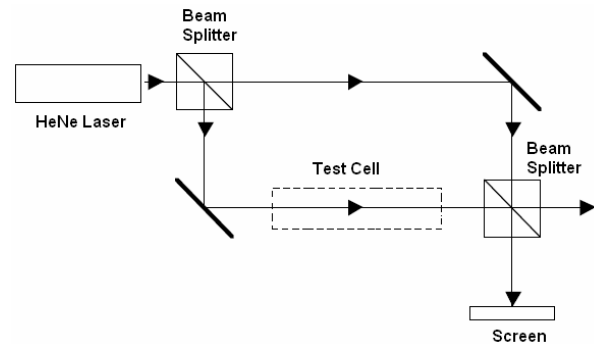 Beam
Splitter
HeNe Laser
Test Cell
Beam
Splitter
Screen